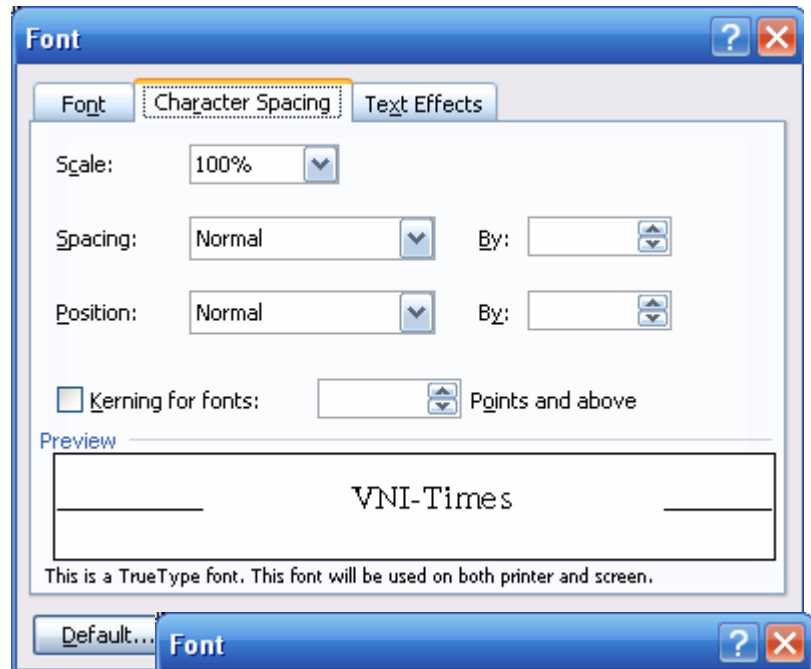 Font
Font Character Spacing Text Effects
Scale: 100%
Spacing: Normal By:
Position: Normal By:
Kerning for fonts: Points and above
Preview
VNI-Times
This is a TrueType font. This font will be used on both printer and screen.
Default... Font